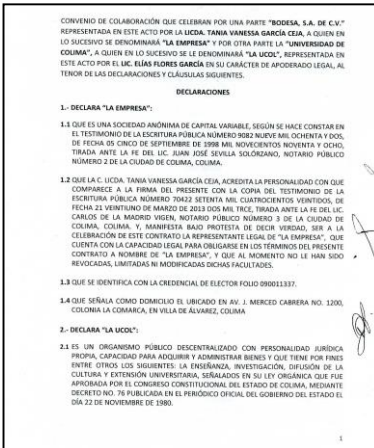 CONVENIO DE COLABORACIÓN QUE CELEBRAN POR UNA PARTE "BODESA, S.A. DE C.V."
REPRESENTADA EN ESTE ACTO POR LA LICDA. TANIA VANESSA GARCÍA CEJA, A QUIEN EN
LO SUCESIVO SE DENOMINARÁ "LA EMPRESA" Y POR OTRA PARTE LA "UNIVERSIDAD DE
COLIMA", A QUIEN EN LO SUCESIVO SE LE DENOMINARÁ "LA UCOL", REPRESENTADA EN
ESTE ACTO POR EL LIC. ELÍAS FLORES GARCÍA EN SU CARÁCTER DE APODERADO LEGAL, AL
TENOR DE LAS DECLARACIONES Y CLÁUSULAS SIGUIENTES.
DECLARACIONES
1.- DECLARA "LA EMPRESA":
1.1 QUE ES UNA SOCIEDAD ANÓNIMA DE CAPITAL VARIABLE, SEGÚN SE HACE CONSTAR EN
EL TESTIMONIO DE LA ESCRITURA PÚBLICA NÚMERO 9082 NUEVE MIL OCHENTA Y DOS,
DE FECHA 05 CINCO DE SEPTIEMBRE DE 1998 MIL NOVECIENTOS NOVENTA Y OCHO,
TIRADA ANTE LA FE DEL LIC. JUAN JOSÉ SEVILLA SOLÓRZANO, NOTARIO PÚBLICO
NÚMERO 2 DE LA CIUDAD DE COLIMA, COLIMA.
1.2 QUE LA C. LICDA. TANIA VANESSA GARCÍA CEJA, ACREDITA LA PERSONALIDAD CON QUE
COMPARECE A LA FIRMA DEL PRESENTE CON LA COPIA DEL TESTIMONIO DE LA
ESCRITURA PÚBLICA NÚMERO 70422 SETENTA MIL CUATROCIENTOS VEINTIDOS, DE
FECHA 21 VEINTIUNO DE MARZO DE 2013 DOS MIL TRCE, TIRADA ANTE LA FE DEL LIC.
CARLOS DE LA MADRID VIGEN, NOTARIO PÚBLICO NÚMERO 3 DE LA CIUDAD DE
COLIMA, COLIMA. Y, MANIFESTA BAJO PROTESTA DE DECIR VERDAD, SER A LA
CELEBRACIÓN DE ESTE CONTRATO LA REPRESENTANTE LEGAL DE "LA EMPRESA", QUE
CUENTA CON LA CAPACIDAD LEGAL PARA OBLIGARSE EN LOS TÉRMINOS DEL PRESENTE
CONTRATO A NOMBRE DE "LA EMPRESA", Y QUE AL MOMENTO NO LE HAN SIDO
REVOCADAS, LIMITADAS NI MODIFICADAS DICHAS FACULTADES.
1.3 QUE SE IDENTIFICA CON LA CREDENCIAL DE ELECTOR FOLIO 090011337.
1.4 QUE SEÑALA COMO DOMICILIO EL UBICADO EN AV. J. MERCED CABRERA NO. 1200,
COLONIA LA COMARCA, EN VILLA DE ÁLVAREZ, COLIMA
2.- DECLARA "LA UCOL":
2.1 ES UN ORGANISMO PÚBLICO DESCENTRALIZADO CON PERSONALIDAD JURÍDICA
PROPIA, CAPACIDAD PARA ADQUIRIR Y ADMINISTRAR BIENES Y QUE TIENE POR FINES
ENTRE OTROS LOS SIGUIENTES: LA ENSEÑANZA, INVESTIGACIÓN, DIFUSIÓN DE LA
CULTURA Y EXTENSIÓN UNIVERSITARIA, SEÑALADOS EN SU LEY ORGÁNICA QUE FUE
APROBADA POR EL CONGRESO CONSTITUCIONAL DEL ESTADO DE COLIMA, MEDIANTE
DECRETO NO. 76 PUBLICADA EN EL PERIÓDICO OFICIAL DEL GOBIERNO DEL ESTADO EL
DÍA 22 DE NOVIEMBRE DE 1980.
1